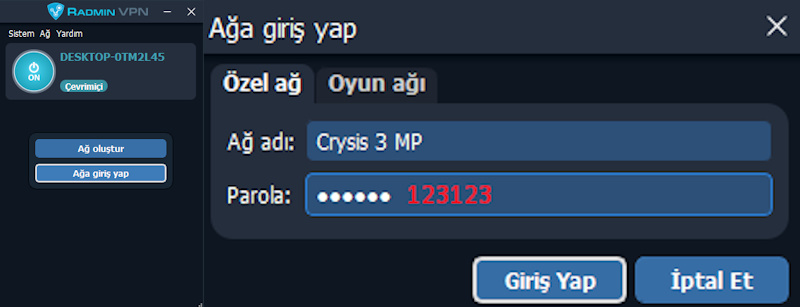 RADMIN VPN
Sistem Ağ Yardım
DESKTOP-0TM2L45
ON
Çevrimiçi
Ağ oluştur
Ağa giriş yap
Ağa giriş yap
Özel ağ Oyun ağı
Ağ adı: Crysis 3 MP
Parola: •••••• 123123
Giriş Yap İptal Et